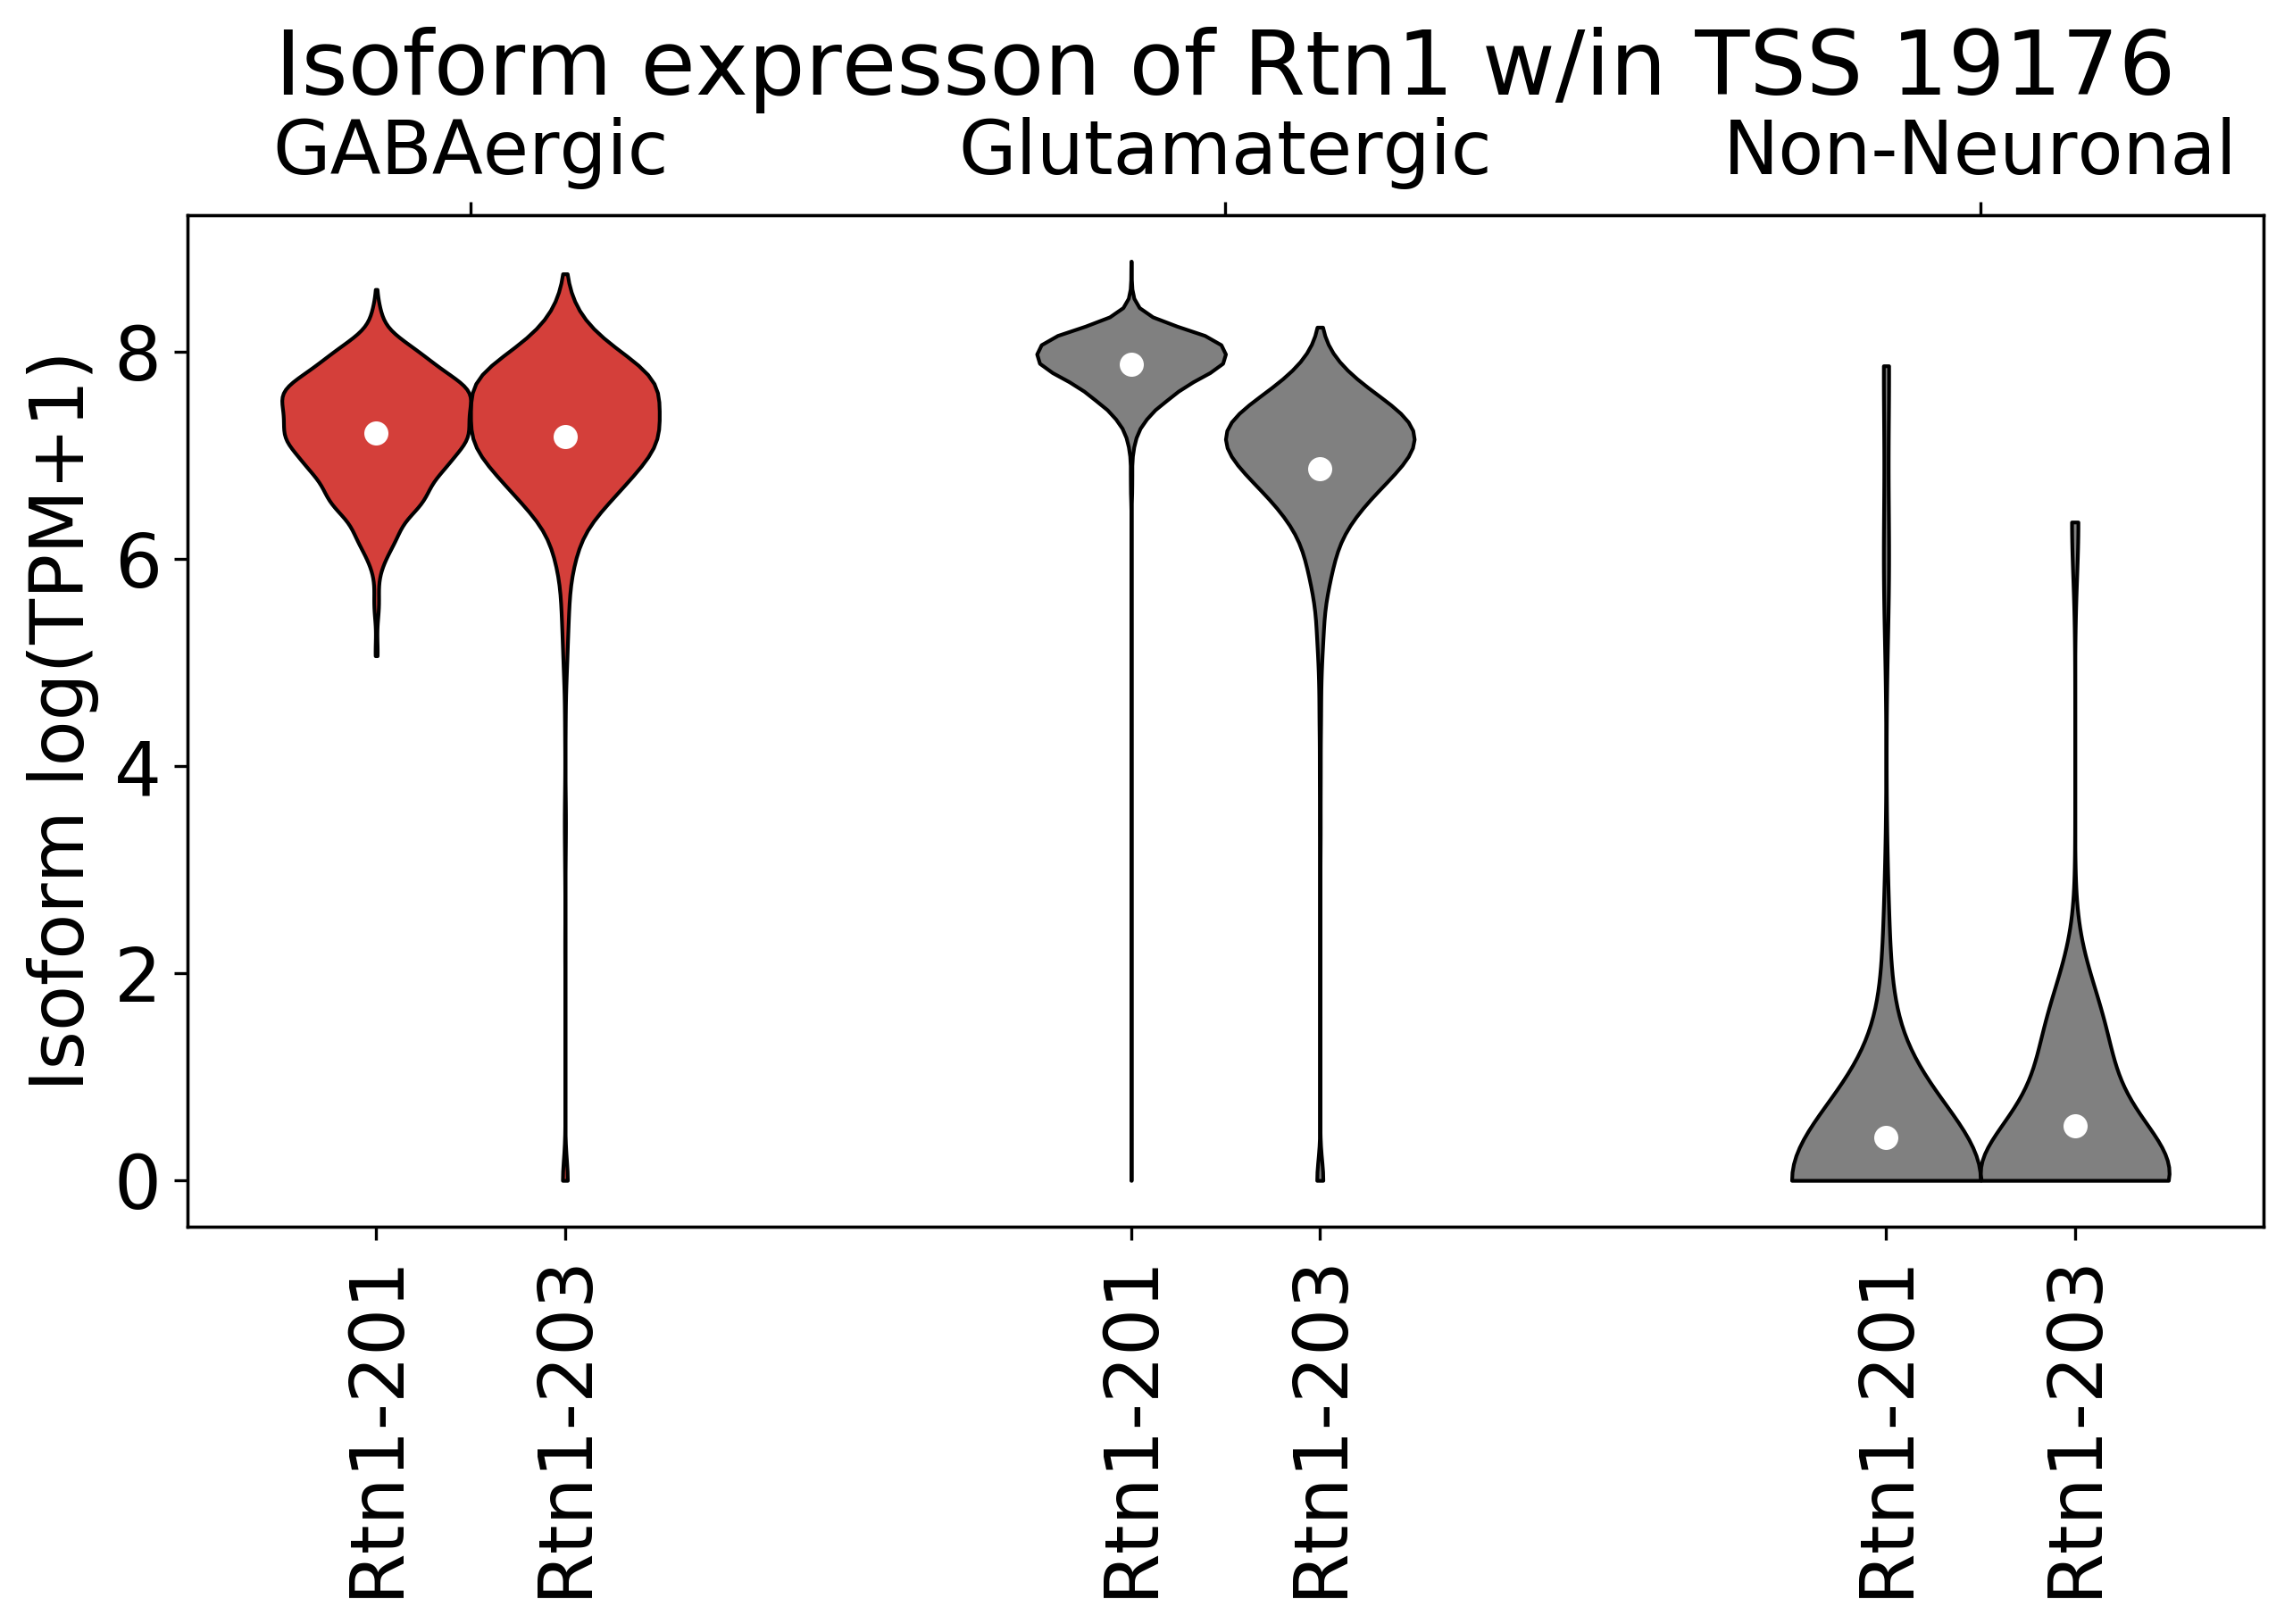 Isoform expresson of Rtn1 w/in TSS 19176
GABAergic Glutamatergic Non-Neuronal
Isoform log(TPM+1)
8
6
4
2
0
Rtn1-201 Rtn1-203 Rtn1-201 Rtn1-203 Rtn1-201 Rtn1-203